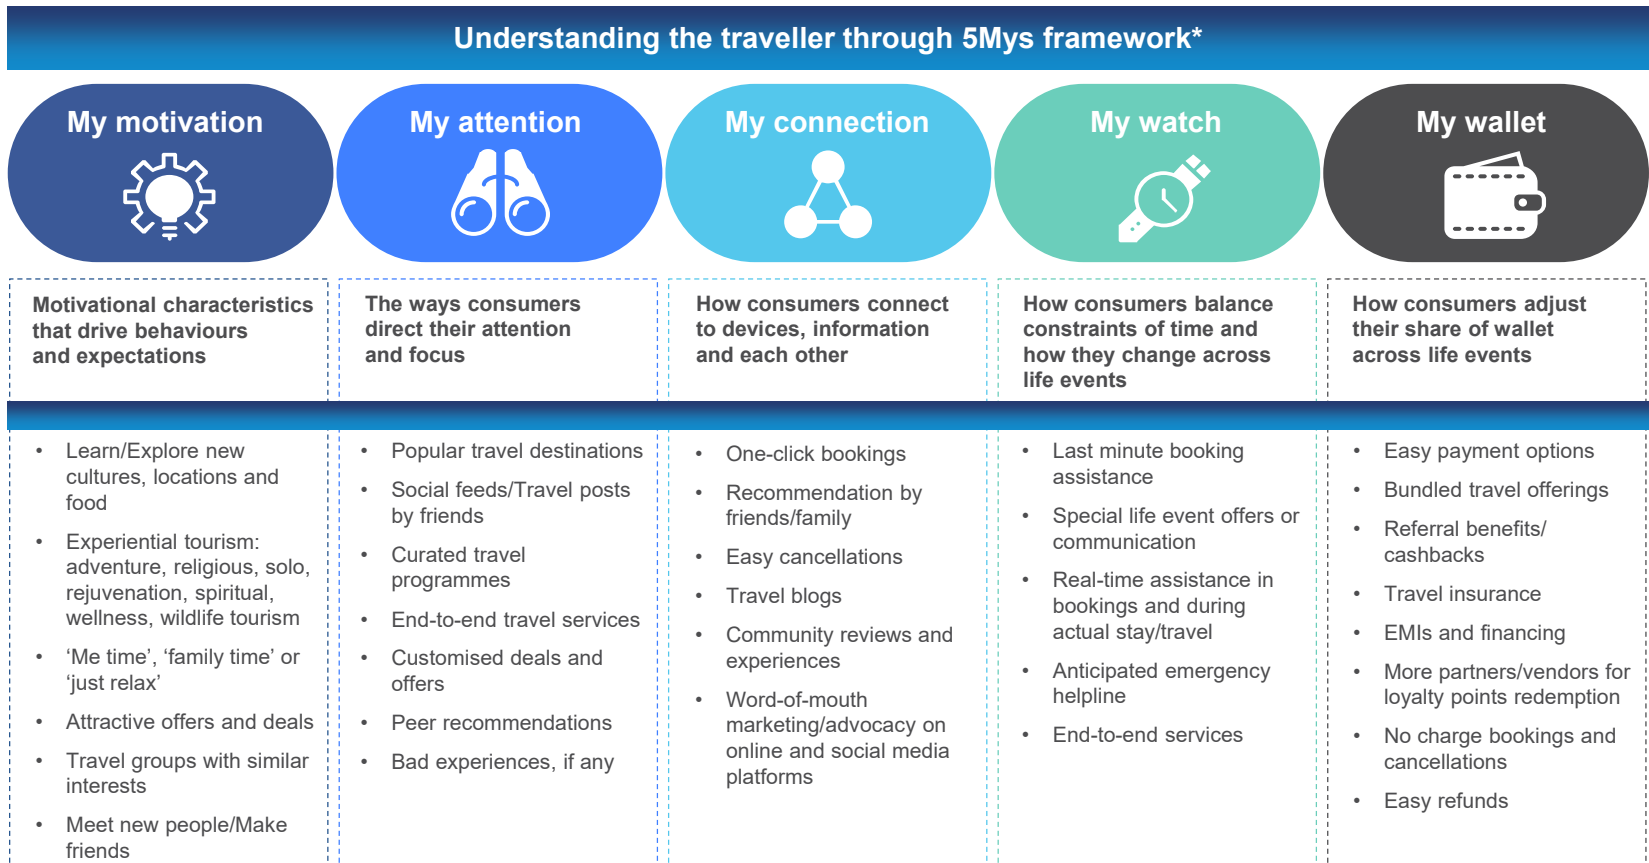 Understanding the traveller through 5Mys framework*
My motivation
Motivational characteristics
that drive behaviours
and expectations
• Learn/Explore new
cultures, locations and
food
• Experiential tourism:
adventure, religious, solo,
rejuvenation, spiritual,
wellness, wildlife tourism
• ‘Me time’, ‘family time’ or
‘just relax’
• Attractive offers and deals
• Travel groups with similar
interests
• Meet new people/Make
friends
My attention
The ways consumers
direct their attention
and focus
• Popular travel destinations
• Social feeds/Travel posts
by friends
• Curated travel
programmes
• End-to-end travel services
• Customised deals and
offers
• Peer recommendations
• Bad experiences, if any
My connection
How consumers connect
to devices, information
and each other
• One-click bookings
• Recommendation by
friends/family
• Easy cancellations
• Travel blogs
• Community reviews and
experiences
• Word-of-mouth
marketing/advocacy on
online and social media
platforms
My watch
How consumers balance
constraints of time and
how they change across
life events
• Last minute booking
assistance
• Special life event offers or
communication
• Real-time assistance in
bookings and during
actual stay/travel
• Anticipated emergency
helpline
• End-to-end services
My wallet
How consumers adjust
their share of wallet
across life events
• Easy payment options
• Bundled travel offerings
• Referral benefits/
cashbacks
• Travel insurance
• EMIs and financing
• More partners/vendors for
loyalty points redemption
• No charge bookings and
cancellations
• Easy refunds